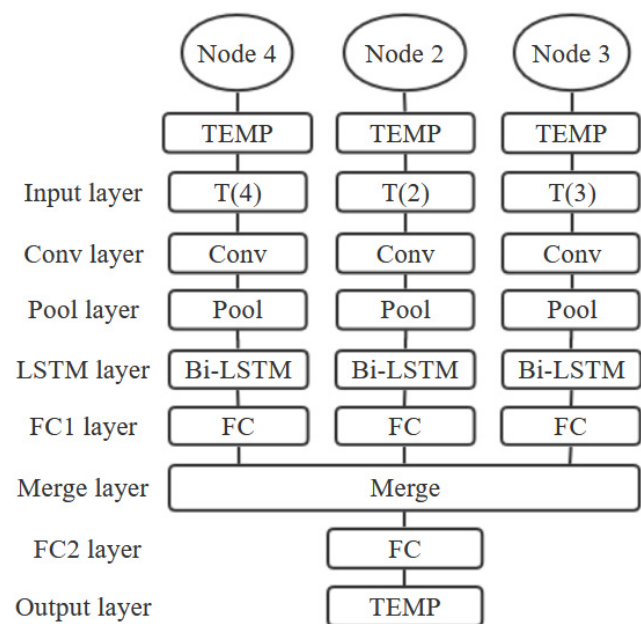 Node 4 Node 2 Node 3
TEMP TEMP TEMP
Input layer T(4) T(2) T(3)
Conv layer Conv Conv Conv
Pool layer Pool Pool Pool
LSTM layer Bi-LSTM Bi-LSTM Bi-LSTM
FC1 layer FC FC FC
Merge layer Merge
FC2 layer FC
Output layer TEMP